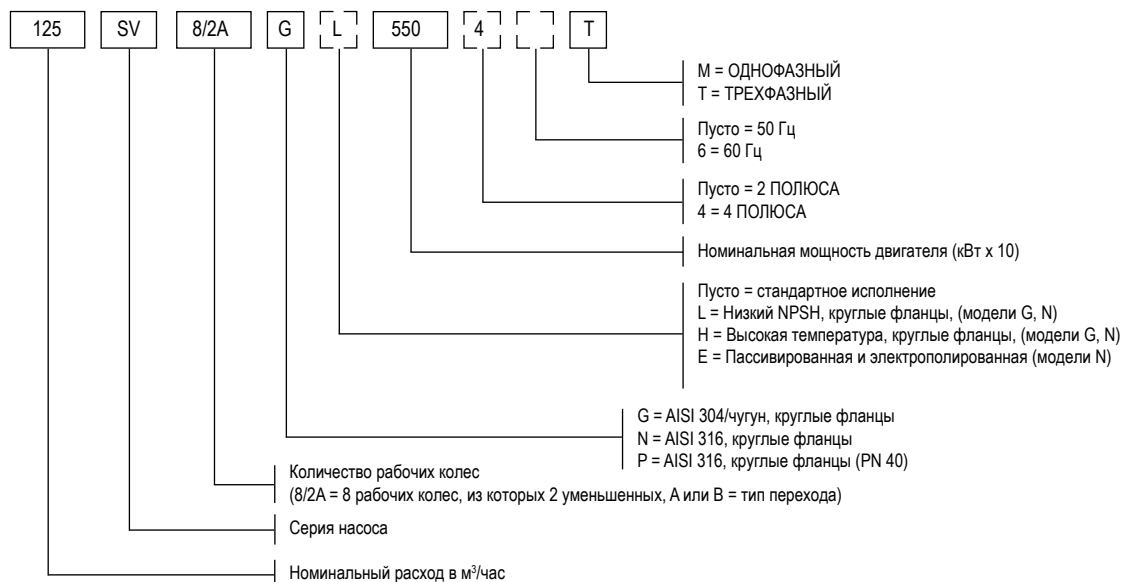 125 SV 8/2A G L 550 4 T
М = ОДНОФАЗНЫЙ
Т = ТРЕХФАЗНЫЙ
Пусто = 50 Гц
6 = 60 Гц
Пусто = 2 ПОЛЮСА
4 = 4 ПОЛЮСА
Номинальная мощность двигателя (кВт x 10)
Пусто = стандартное исполнение
L = Низкий NPSH, круглые фланцы, (модели G, N)
H = Высокая температура, круглые фланцы, (модели G, N)
E = Пассивированная и электрополированная (модели N)
G = AISI 304/чугун, круглые фланцы
N = AISI 316, круглые фланцы
P = AISI 316, круглые фланцы (PN 40)
Количество рабочих колес
(8/2A = 8 рабочих колес, из которых 2 уменьшенных, A или B = тип перехода)
Серия насоса
Номинальный расход в м³/час